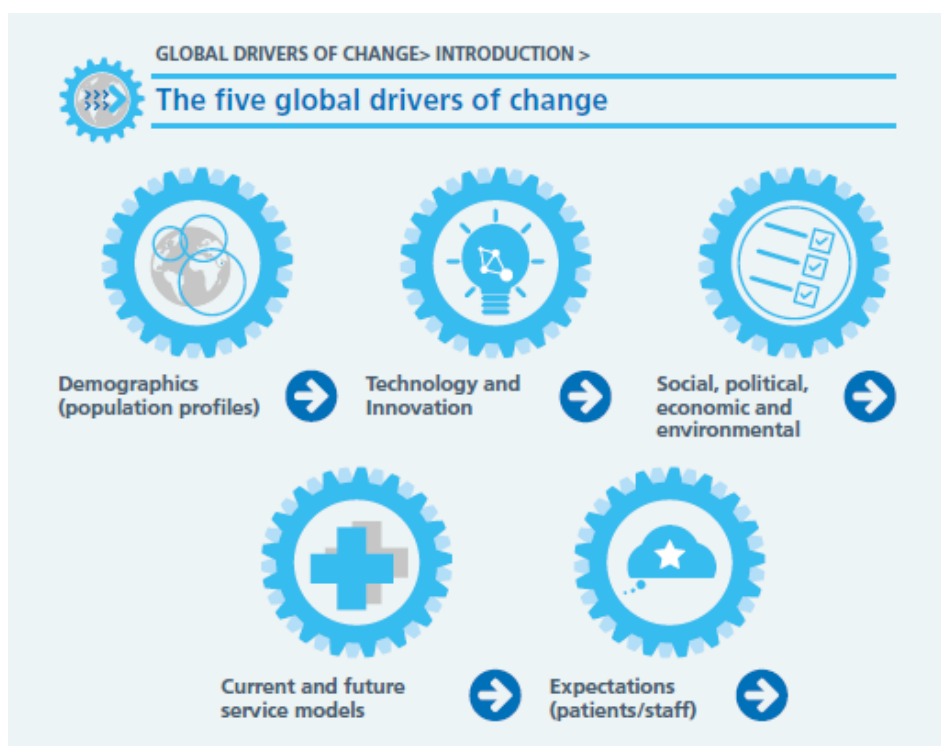 GLOBAL DRIVERS OF CHANGE> INTRODUCTION >
The five global drivers of change
Demographics
(population profiles)
Technology and
Innovation
Social, political,
economic and
environmental
Current and future
service models
Expectations
(patients/staff)